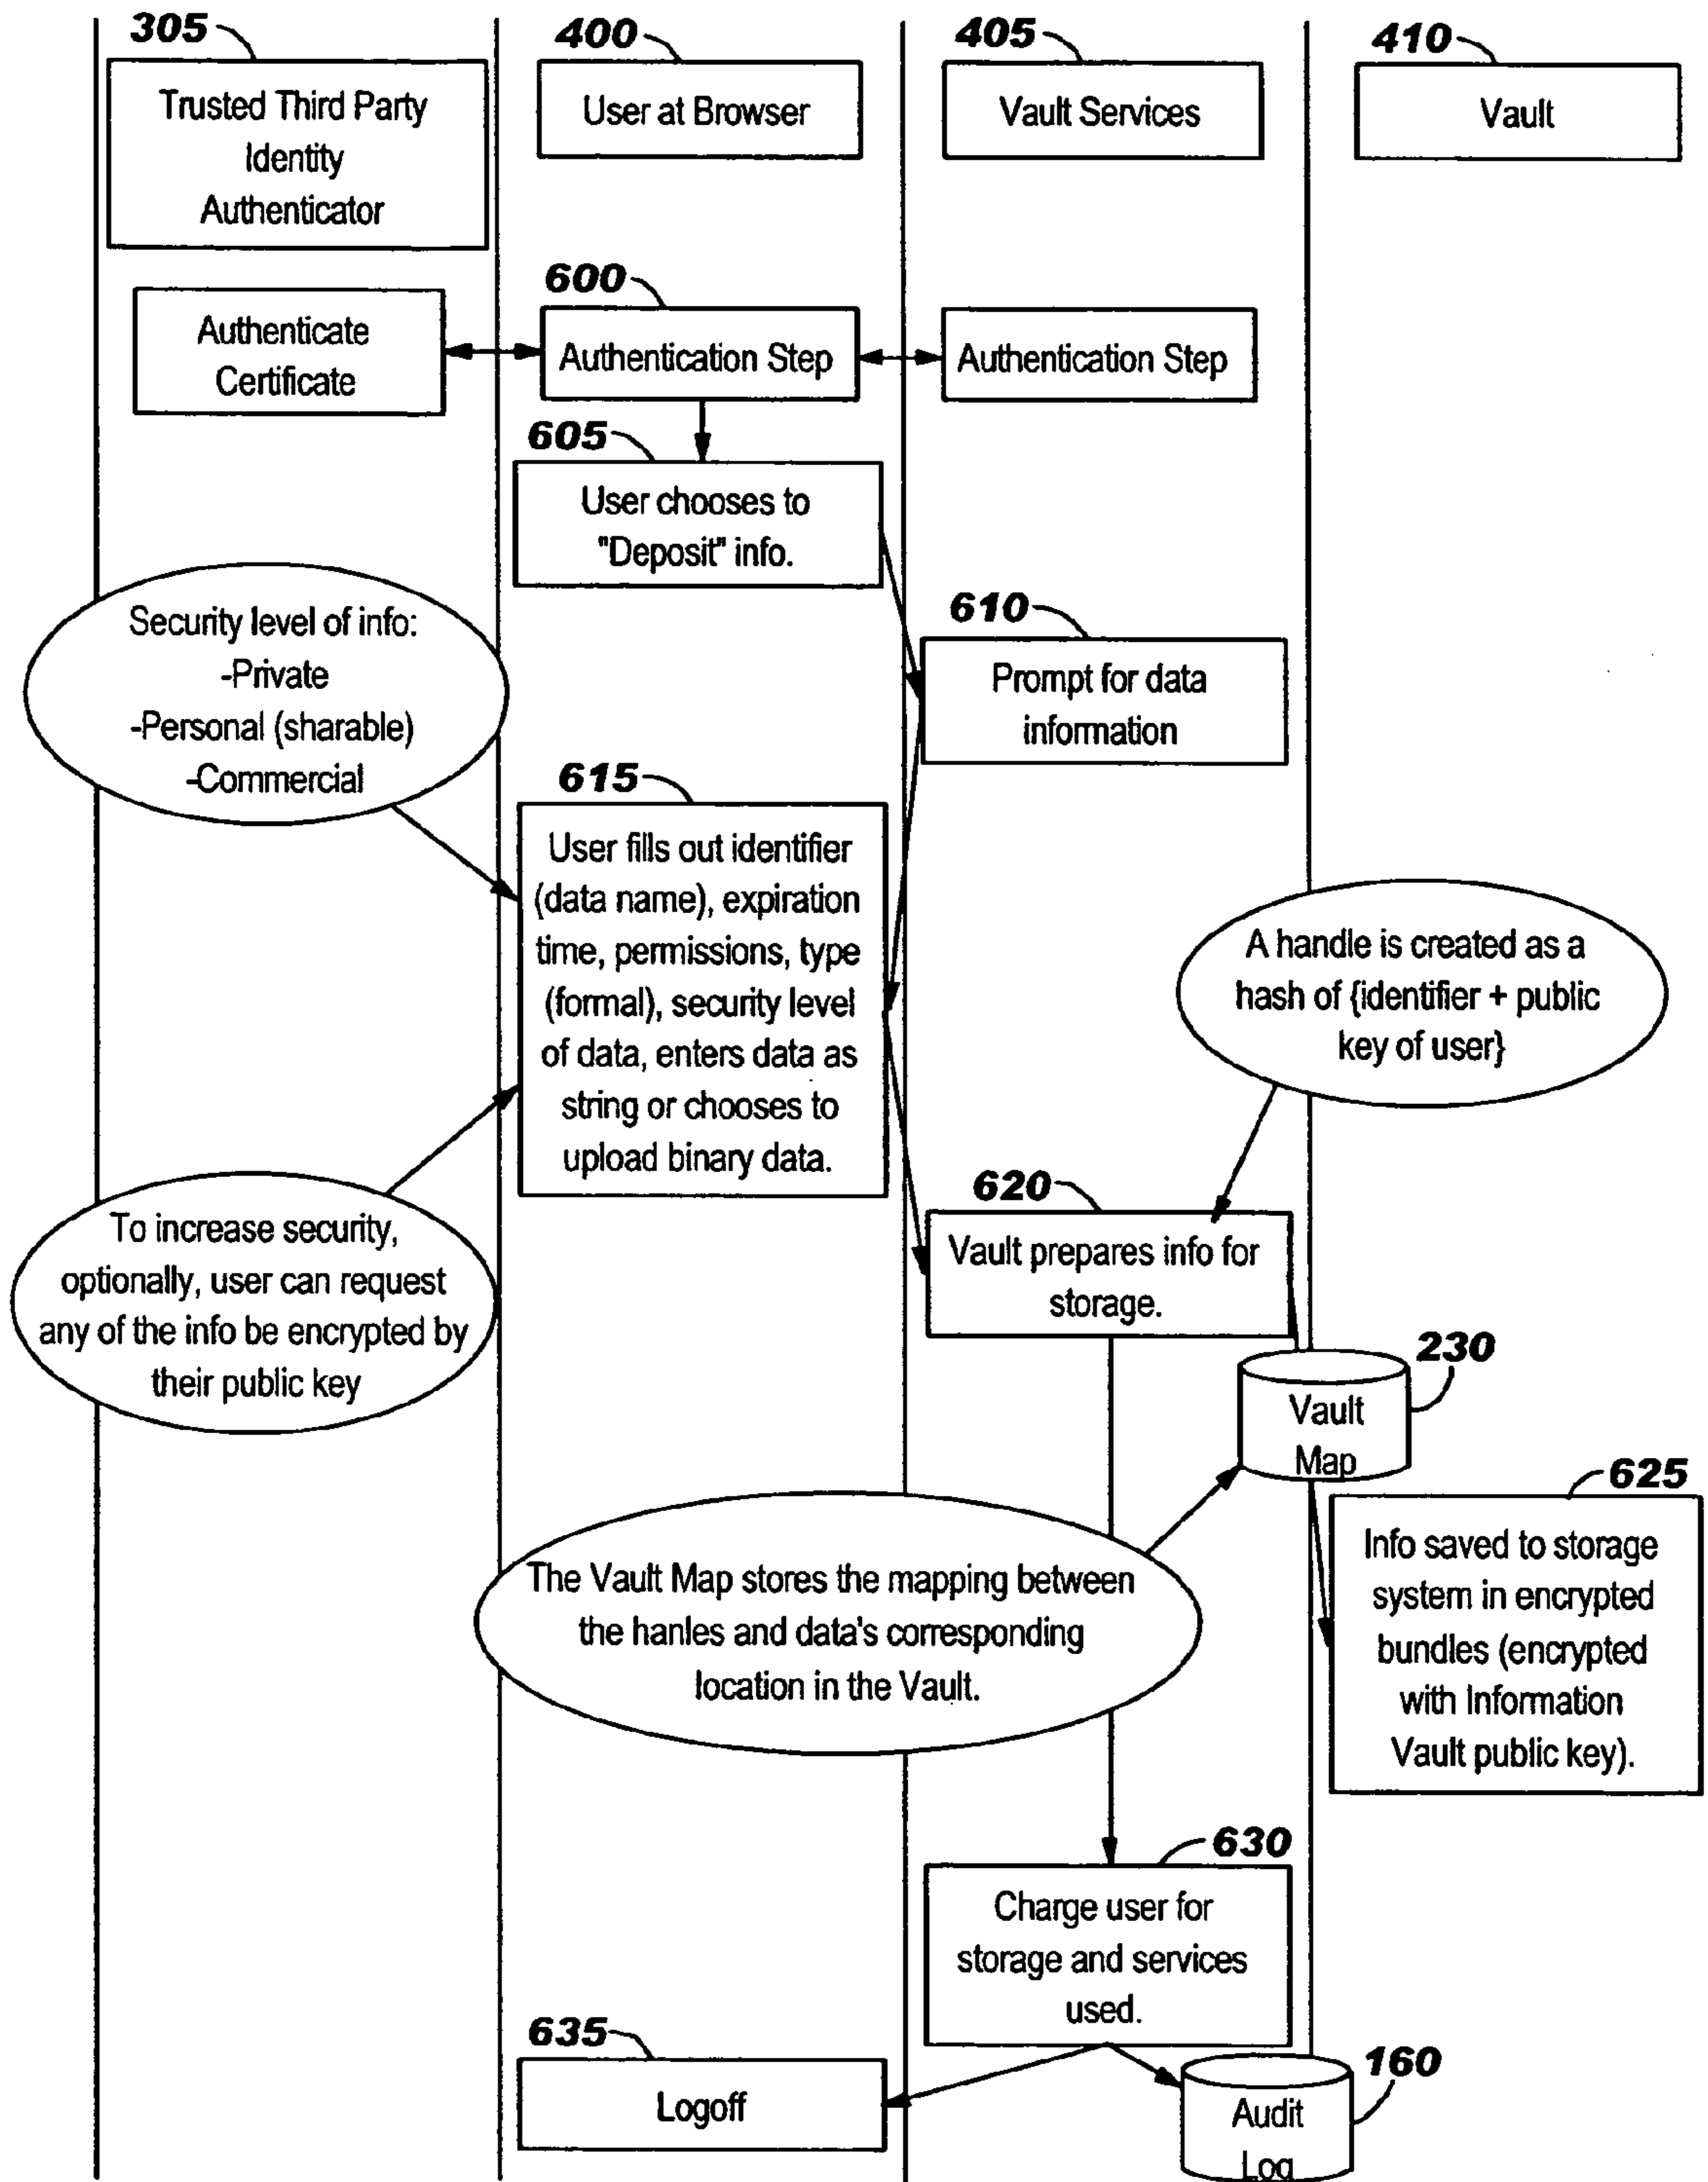 305
400
405
410
Trusted Third Party
Identity
Authenticator
User at Browser
Vault Services
Vault
600
Authenticate
Certificate
Authentication Step
Authentication Step
605
User chooses to
"Deposit" info.
Security level of info:
-Private
-Personal (sharable)
-Commercial
610
Prompt for data
information
615
User fills out identifier
(data name), expiration
time, permissions, type
(formal), security level
of data, enters data as
string or chooses to
upload binary data.
A handle is created as a
hash of {identifier + public
key of user}
To increase security,
optionally, user can request
any of the info be encrypted by
their public key
620
Vault prepares info for
storage.
230
Vault
Map
625
Info saved to storage
system in encrypted
bundles (encrypted
with Information
Vault public key).
The Vault Map stores the mapping between
the hanles and data's corresponding
location in the Vault.
630
Charge user for
storage and services
used.
635
Logoff
160
Audit
Log